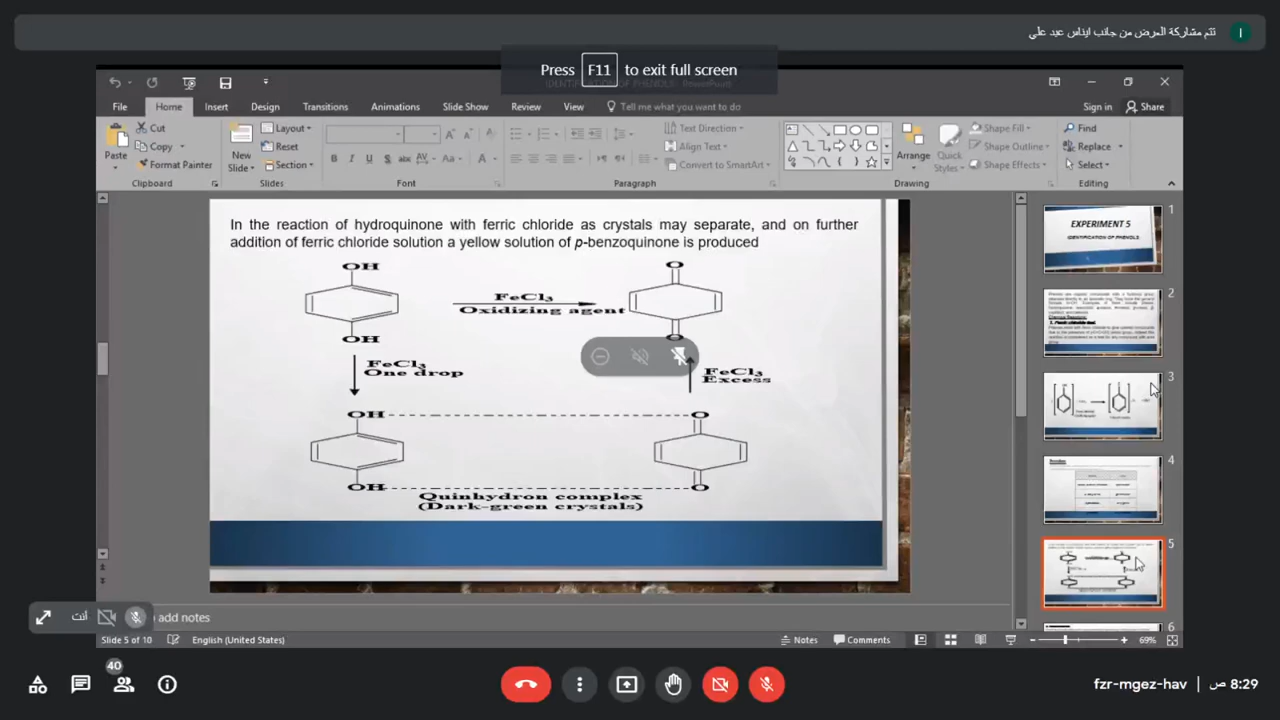 تتم مشاركة العرض من جانب ايناس عبد علي
ا
Press F11 to exit full screen
File Home Insert Design Transitions Animations Slide Show Review View Tell me what you want to do Sign in Share
Cut
Copy
Format Painter
Paste
Clipboard
New
Slide
Layout
Reset
Section
Slides
Font
Text Direction
Align Text
Convert to SmartArt
Paragraph
Arrange
Quick
Styles
Shape Fill
Shape Outline
Shape Effects
Drawing
Find
Replace
Select
Editing
In the reaction of hydroquinone with ferric chloride as crystals may separate, and on further
addition of ferric chloride solution a yellow solution of p-benzoquinone is produced
OH
O
FeCl3
Oxidizing agent
OH
O
FeCl3
One drop
FeCl3
Excess
OH
O
OH
O
Quinhydron complex
(Dark-green crystals)
1
EXPERIMENT 5
IDENTIFICATION OF PHENOLS
2
3
4
5
6
أنت
add notes
Slide 5 of 10 English (United States) Notes Comments 69%
40
fzr-mgez-hav
8:29 ص